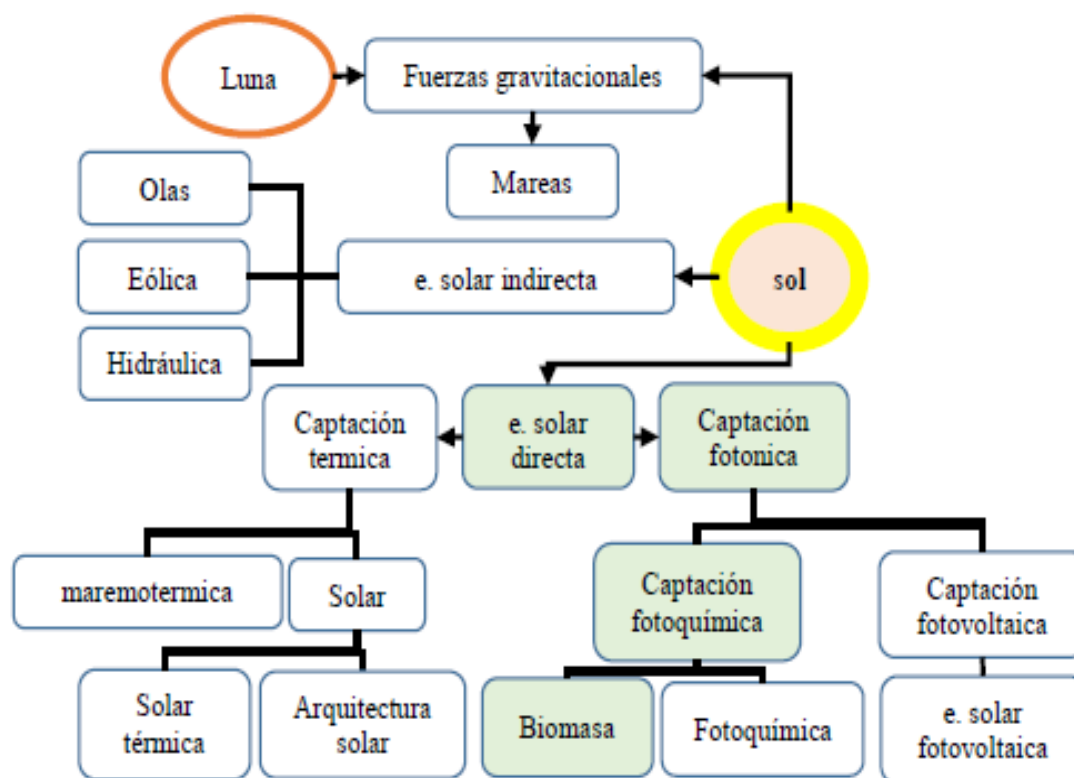 Luna
Fuerzas gravitacionales
Mareas
Olas
Eólica
Hidráulica
e. solar indirecta
sol
Captación
termica
e. solar
directa
Captación
fotonica
maremotermica
Solar
Captación
fotoquímica
Captación
fotovoltaica
Solar
térmica
Arquitectura
solar
Biomasa
Fotoquímica
e. solar
fotovoltaica